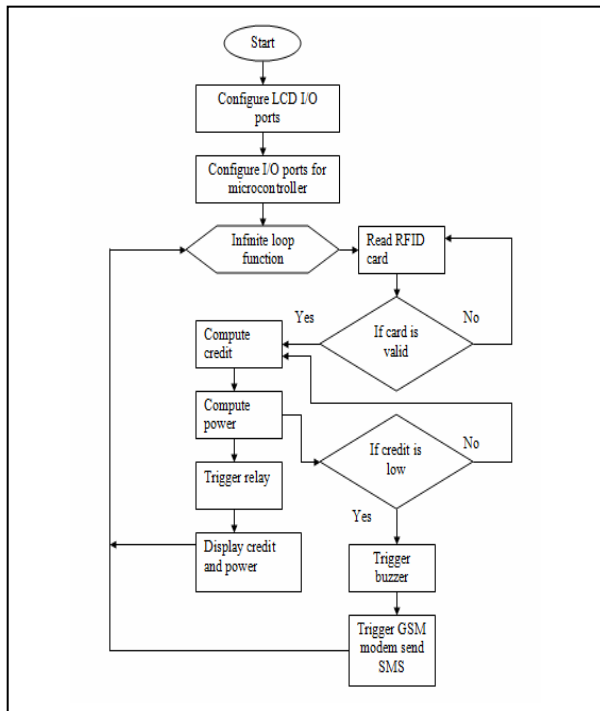 Start
Configure LCD I/O
ports
Configure I/O ports for
microcontroller
Infinite loop
function
Read RFID
card
If card is
valid
Yes
No
Compute
credit
Compute
power
If credit is
low
No
Yes
Trigger relay
Display credit
and power
Trigger
buzzer
Trigger GSM
modem send
SMS